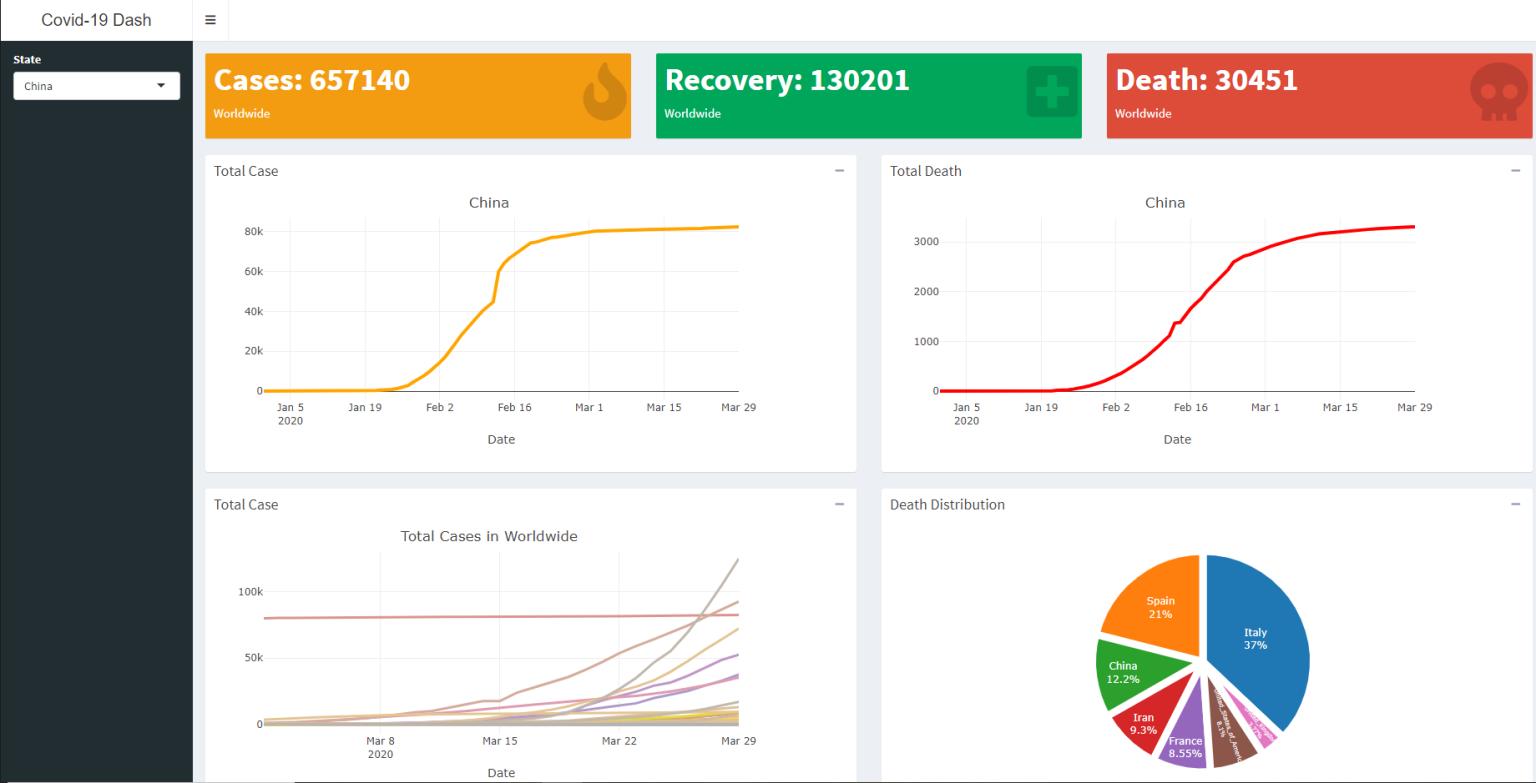 Covid-19 Dash
State
China
Cases: 657140
Worldwide
Recovery: 130201
Worldwide
Death: 30451
Worldwide
Total Case
China
80k
60k
40k
20k
0
Jan 5
2020
Jan 19
Feb 2
Feb 16
Mar 1
Mar 15
Mar 29
Date
Total Death
China
3000
2000
1000
0
Jan 5
2020
Jan 19
Feb 2
Feb 16
Mar 1
Mar 15
Mar 29
Date
Total Case
Total Cases in Worldwide
100k
50k
0
Mar 8
2020
Mar 15
Mar 22
Mar 29
Date
Death Distribution
Italy
37%
Spain
21%
China
12.2%
Iran
9.3%
France
8.55%
8.1%